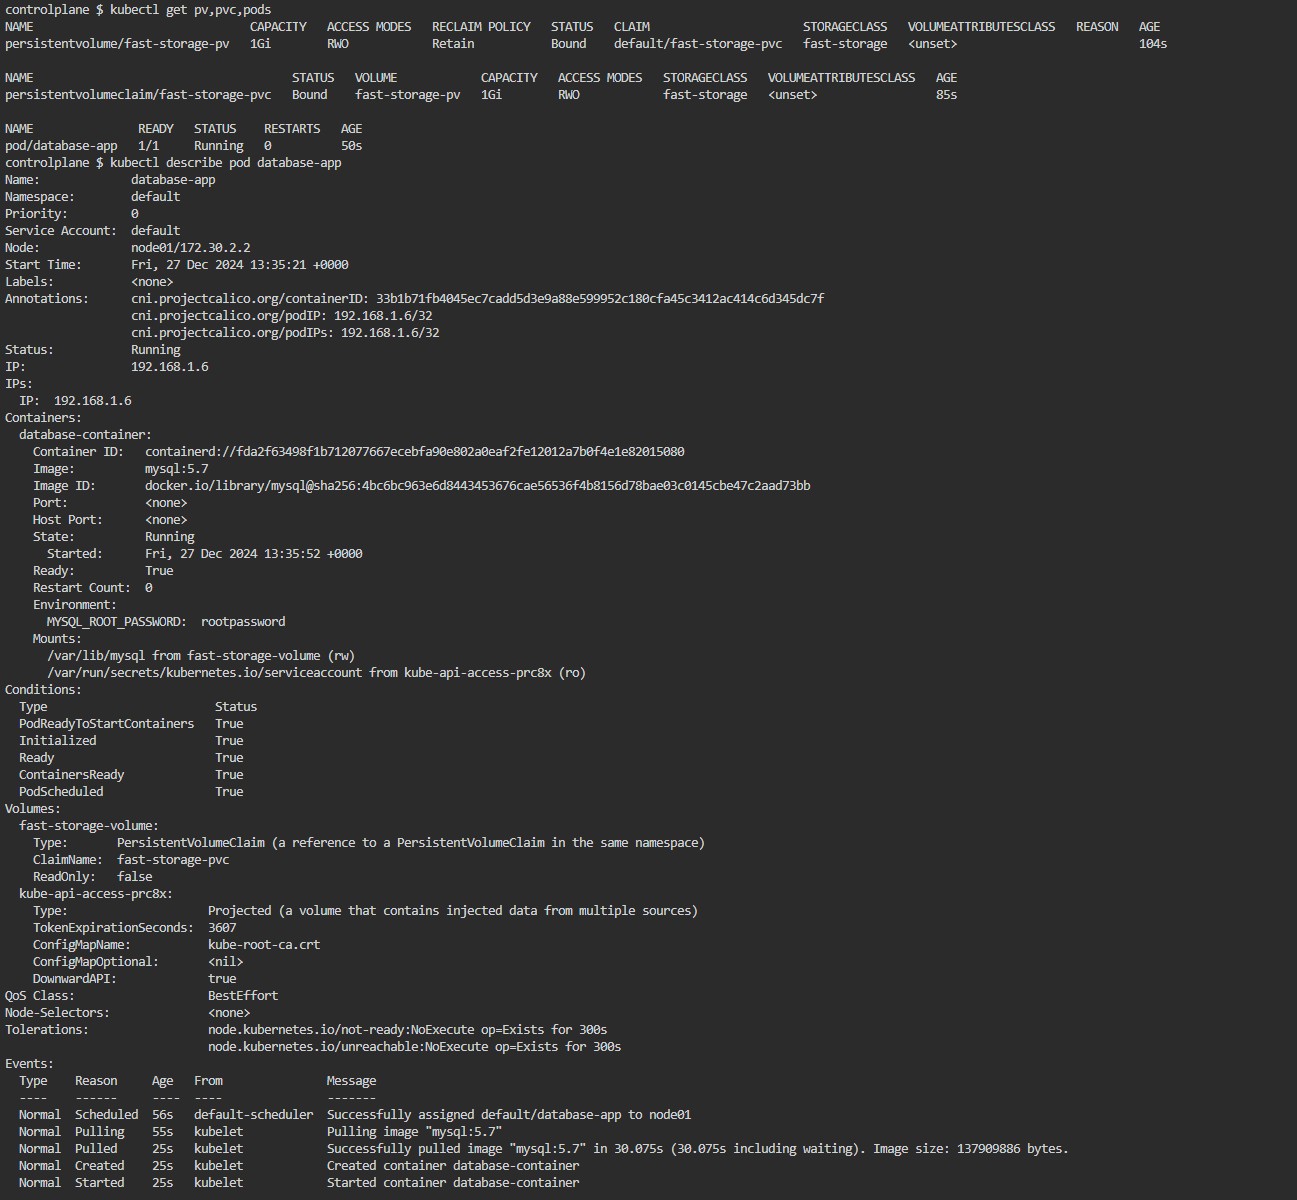 controlplane $ kubectl get pv,pvc,pods
NAME CAPACITY ACCESS MODES RECLAIM POLICY STATUS CLAIM STORAGECLASS VOLUMEATTRIBUTESCLASS REASON AGE
persistentvolume/fast-storage-pv 1Gi RWO Retain Bound default/fast-storage-pvc fast-storage <unset> 104s
NAME STATUS VOLUME CAPACITY ACCESS MODES STORAGECLASS VOLUMEATTRIBUTESCLASS AGE
persistentvolumeclaim/fast-storage-pvc Bound fast-storage-pv 1Gi RWO fast-storage <unset> 85s
NAME READY STATUS RESTARTS AGE
pod/database-app 1/1 Running 0 50s
controlplane $ kubectl describe pod database-app
Name: database-app
Namespace: default
Priority: 0
Service Account: default
Node: node01/172.30.2.2
Start Time: Fri, 27 Dec 2024 13:35:21 +0000
Labels: <none>
Annotations: cni.projectcalico.org/containerID: 33b1b71fb4045ec7cadd5d3e9a88e599952c180cfa45c3412ac414c6d345dc7f
cni.projectcalico.org/podIP: 192.168.1.6/32
cni.projectcalico.org/podIPs: 192.168.1.6/32
Status: Running
IP: 192.168.1.6
IPs:
IP: 192.168.1.6
Containers:
database-container:
Container ID: containerd://fda2f63498f1b712077667ecebfa90e802a0eaf2fe12012a7b0f4e1e82015080
Image: mysql:5.7
Image ID: docker.io/library/mysql@sha256:4bc6bc963e6d8443453676cae56536f4b8156d78bae03c0145cbe47c2aad73bb
Port: <none>
Host Port: <none>
State: Running
Started: Fri, 27 Dec 2024 13:35:52 +0000
Ready: True
Restart Count: 0
Environment:
MYSQL_ROOT_PASSWORD: rootpassword
Mounts:
/var/lib/mysql from fast-storage-volume (rw)
/var/run/secrets/kubernetes.io/serviceaccount from kube-api-access-prc8x (ro)
Conditions:
Type Status
PodReadyToStartContainers True
Initialized True
Ready True
ContainersReady True
PodScheduled True
Volumes:
fast-storage-volume:
Type: PersistentVolumeClaim (a reference to a PersistentVolumeClaim in the same namespace)
ClaimName: fast-storage-pvc
ReadOnly: false
kube-api-access-prc8x:
Type: Projected (a volume that contains injected data from multiple sources)
TokenExpirationSeconds: 3607
ConfigMapName: kube-root-ca.crt
ConfigMapOptional: <nil>
DownwardAPI: true
QoS Class: BestEffort
Node-Selectors: <none>
Tolerations: node.kubernetes.io/not-ready:NoExecute op=Exists for 300s
node.kubernetes.io/unreachable:NoExecute op=Exists for 300s
Events:
Type Reason Age From Message
---- ------ ---- ---- -------
Normal Scheduled 56s default-scheduler Successfully assigned default/database-app to node01
Normal Pulling 55s kubelet Pulling image "mysql:5.7"
Normal Pulled 25s kubelet Successfully pulled image "mysql:5.7" in 30.075s (30.075s including waiting). Image size: 137909886 bytes.
Normal Created 25s kubelet Created container database-container
Normal Started 25s kubelet Started container database-container